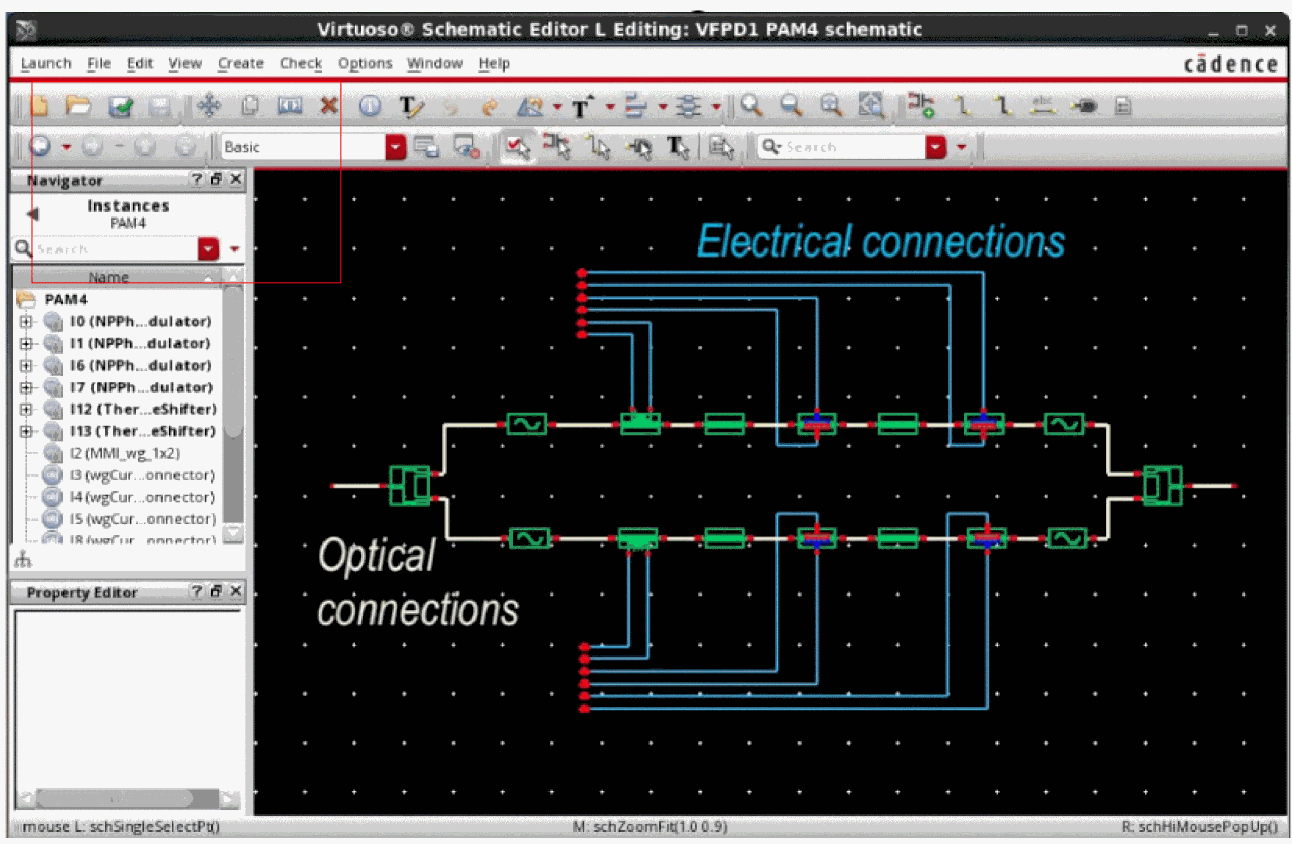 Virtuoso® Schematic Editor L Editing: VFPD1 PAM4 schematic
Launch File Edit View Create Check Options Window Help
cādence
abc
Basic
Search
Navigator
Instances
PAM4
Search
Name
PAM4
I0 (NPPh...dulator)
I1 (NPPh...dulator)
I6 (NPPh...dulator)
I7 (NPPh...dulator)
I12 (Ther...eShifter)
I13 (Ther...eShifter)
I2 (MMI_wg_1x2)
I3 (wgCur...onnector)
I4 (wgCur...onnector)
I5 (wgCur...onnector)
I8 (wgCur...onnector)
Property Editor
Electrical connections
Optical
connections
mouse L: schSingleSelectPt()
M: schZoomFit(1.0 0.9)
R: schHiMousePopUp()